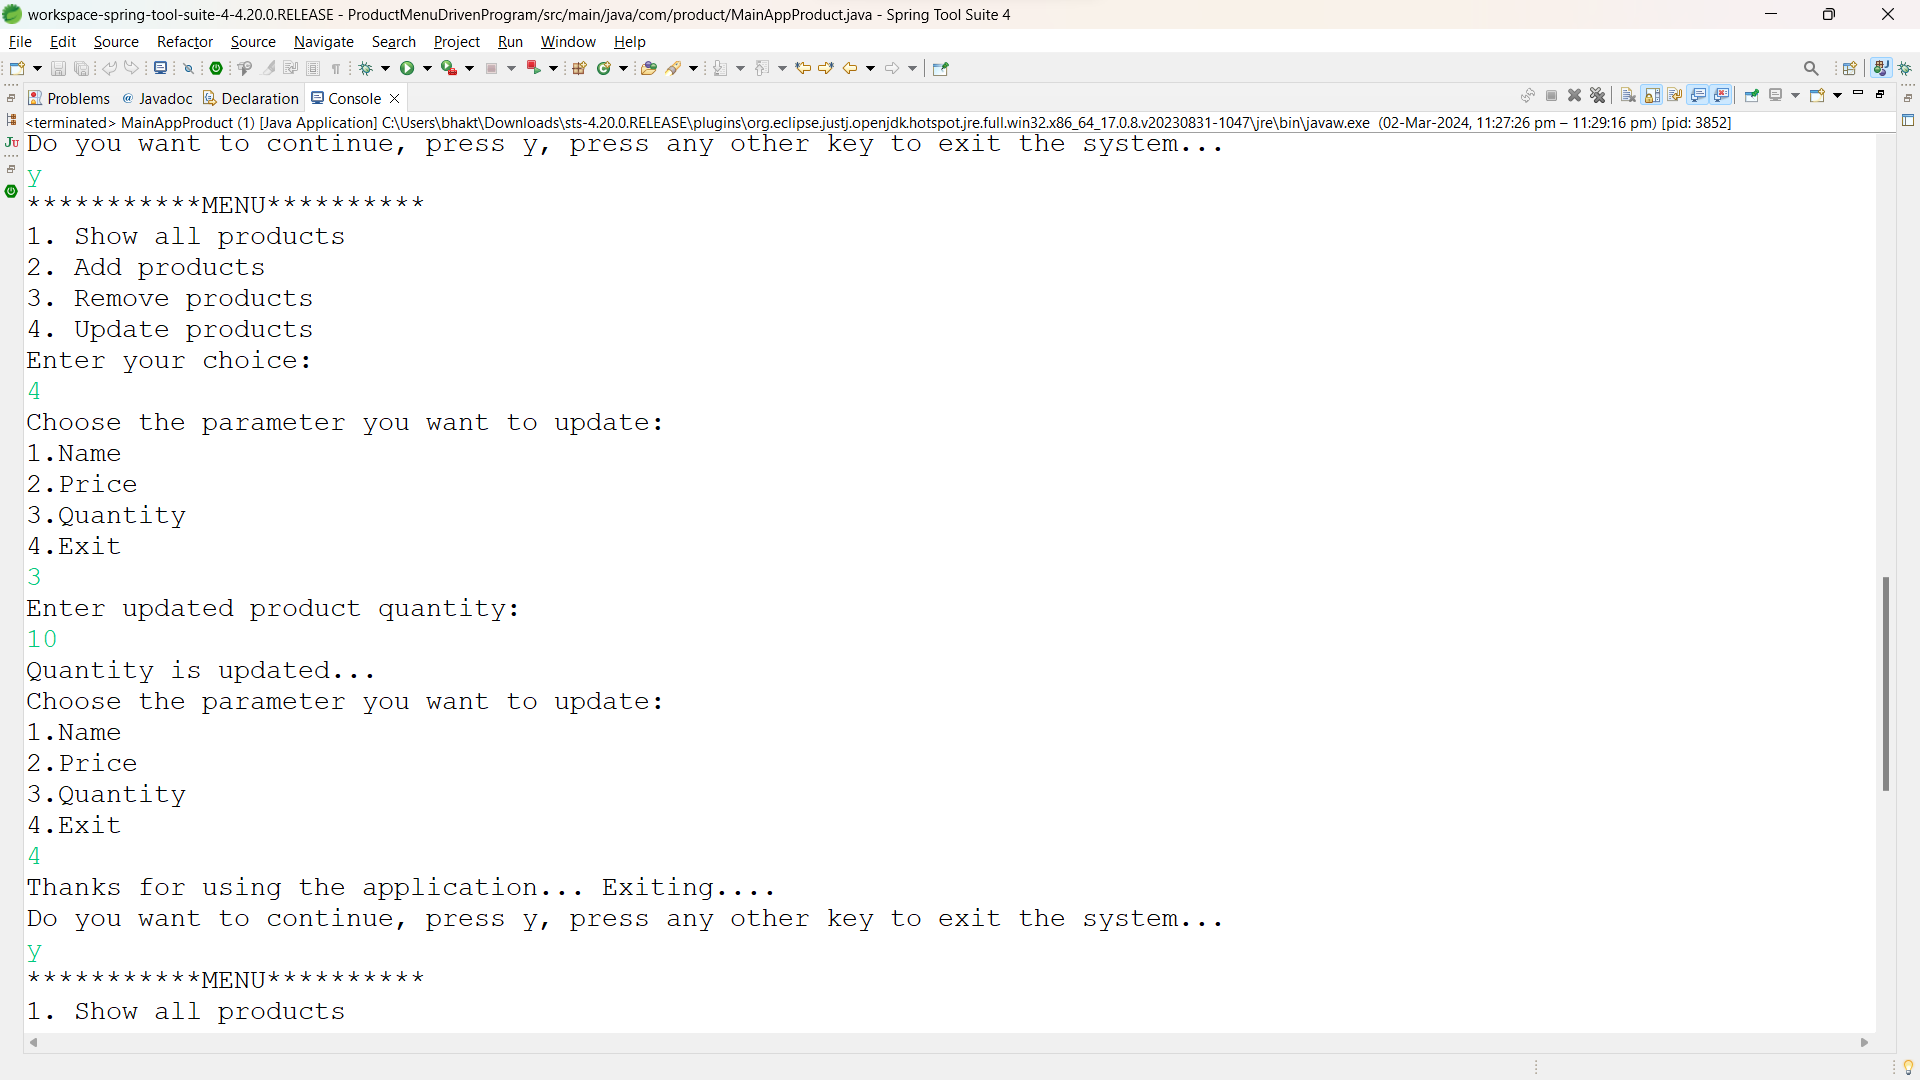 workspace-spring-tool-suite-4-4.20.0.RELEASE - ProductMenuDrivenProgram/src/main/java/com/product/MainAppProduct.java - Spring Tool Suite 4
File Edit Source Refactor Source Navigate Search Project Run Window Help
Problems @ Javadoc Declaration Console
<terminated> MainAppProduct (1) [Java Application] C:\Users\bhakt\Downloads\sts-4.20.0.RELEASE\plugins\org.eclipse.justj.openjdk.hotspot.jre.full.win32.x86_64_17.0.8.v20230831-1047\jre\bin\javaw.exe (02-Mar-2024, 11:27:26 pm – 11:29:16 pm) [pid: 3852]
Do you want to continue, press y, press any other key to exit the system...
y
***********MENU**********
1. Show all products
2. Add products
3. Remove products
4. Update products
Enter your choice:
4
Choose the parameter you want to update:
1.Name
2.Price
3.Quantity
4.Exit
3
Enter updated product quantity:
10
Quantity is updated...
Choose the parameter you want to update:
1.Name
2.Price
3.Quantity
4.Exit
4
Thanks for using the application... Exiting....
Do you want to continue, press y, press any other key to exit the system...
y
***********MENU**********
1. Show all products